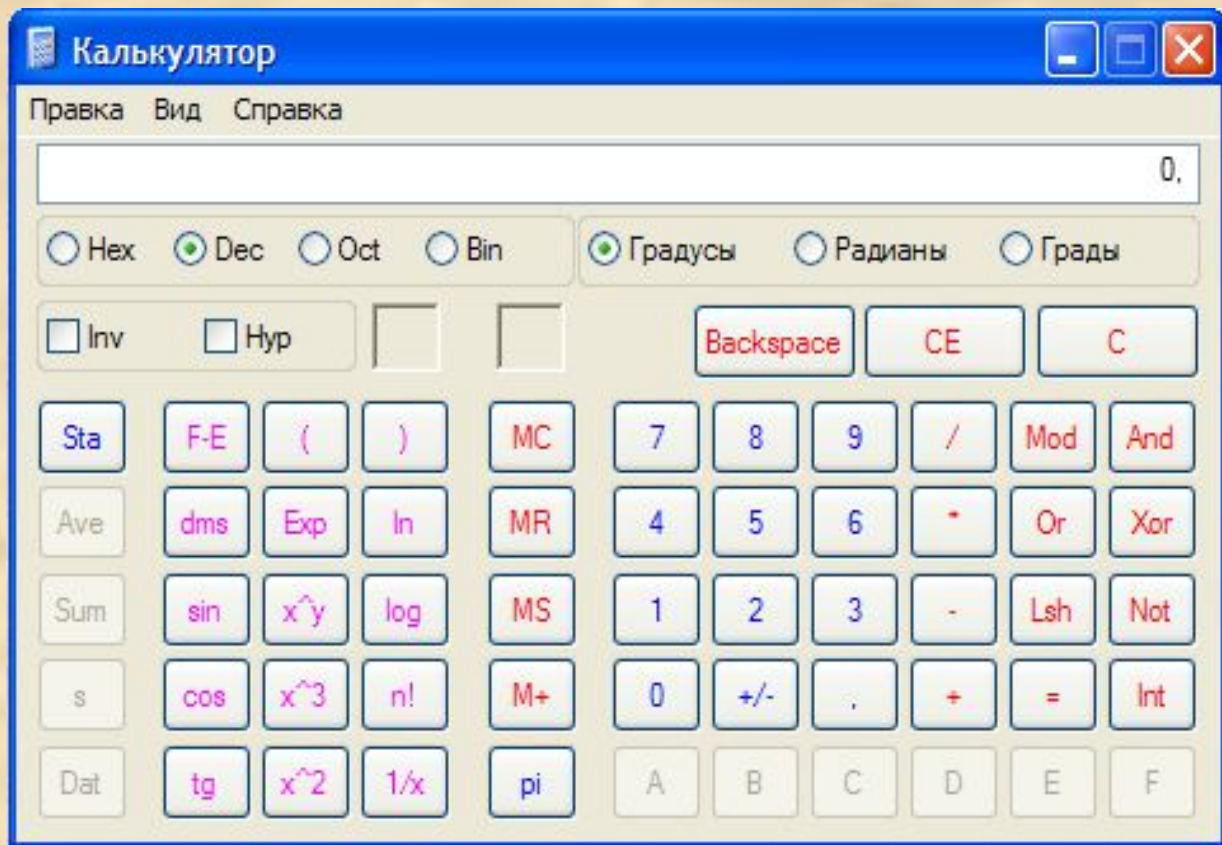 Калькулятор
Правка Вид Справка
0,
Hex Dec Oct Bin Градусы Радианы Грады
Inv Hyp Backspace CE C
Sta F-E ( ) MC 7 8 9 / Mod And
Ave dms Exp ln MR 4 5 6 * Or Xor
Sum sin x^y log MS 1 2 3 - Lsh Not
s cos x^3 n! M+ 0 +/- , + = Int
Dat tg x^2 1/x pi A B C D E F